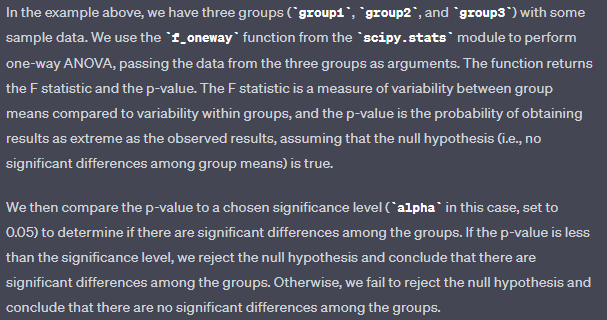 In the example above, we have three groups (`group1`, `group2`, and `group3`) with some
sample data. We use the `f_oneway` function from the `scipy.stats` module to perform
one-way ANOVA, passing the data from the three groups as arguments. The function returns
the F statistic and the p-value. The F statistic is a measure of variability between group
means compared to variability within groups, and the p-value is the probability of obtaining
results as extreme as the observed results, assuming that the null hypothesis (i.e., no
significant differences among group means) is true.
We then compare the p-value to a chosen significance level (`alpha` in this case, set to
0.05) to determine if there are significant differences among the groups. If the p-value is less
than the significance level, we reject the null hypothesis and conclude that there are
significant differences among the groups. Otherwise, we fail to reject the null hypothesis and
conclude that there are no significant differences among the groups.